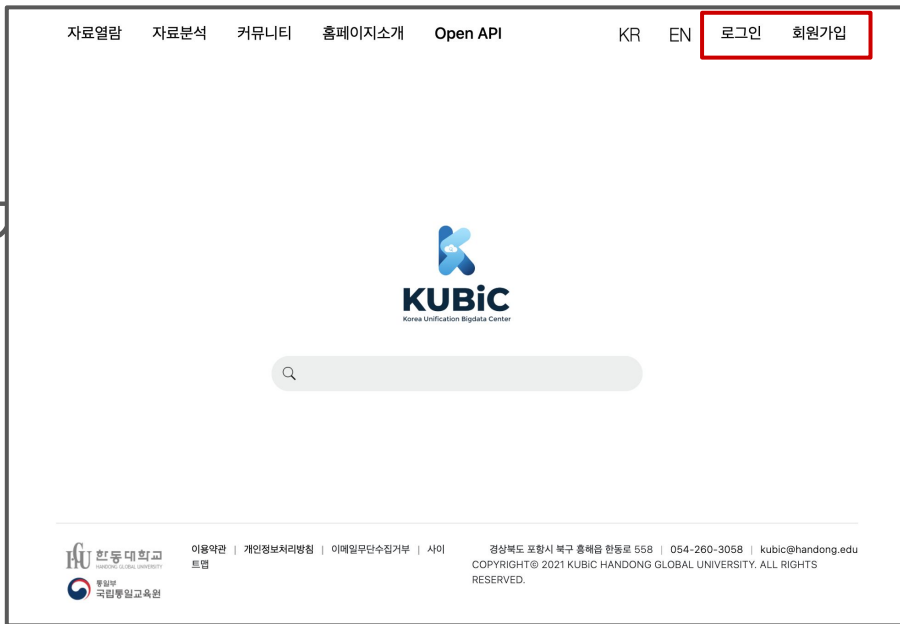 자료열람 자료분석 커뮤니티 홈페이지소개 Open API KR EN 로그인 회원가입
KUBiC
Korea Unification Bigdata Center
한동대학교
HANDONG GLOBAL UNIVERSITY
통일부
국립통일교육원
이용약관 | 개인정보처리방침 | 이메일무단수집거부 | 사이
트맵
경상북도 포항시 북구 흥해읍 한동로 558 | 054-260-3058 | kubic@handong.edu
COPYRIGHT© 2021 KUBiC HANDONG GLOBAL UNIVERSITY. ALL RIGHTS
RESERVED.